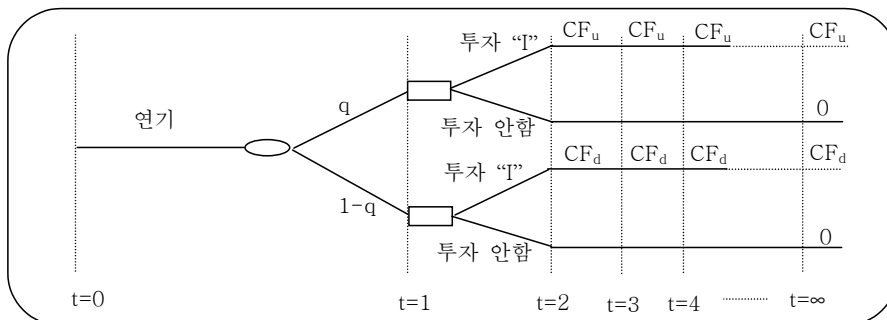 투자 “I” CFu CFu CFu CFu
연기 q
투자 안함 0
투자 “I” CFd CFd CFd CFd
1-q
투자 안함 0
t=0 t=1 t=2 t=3 t=4 t=∞